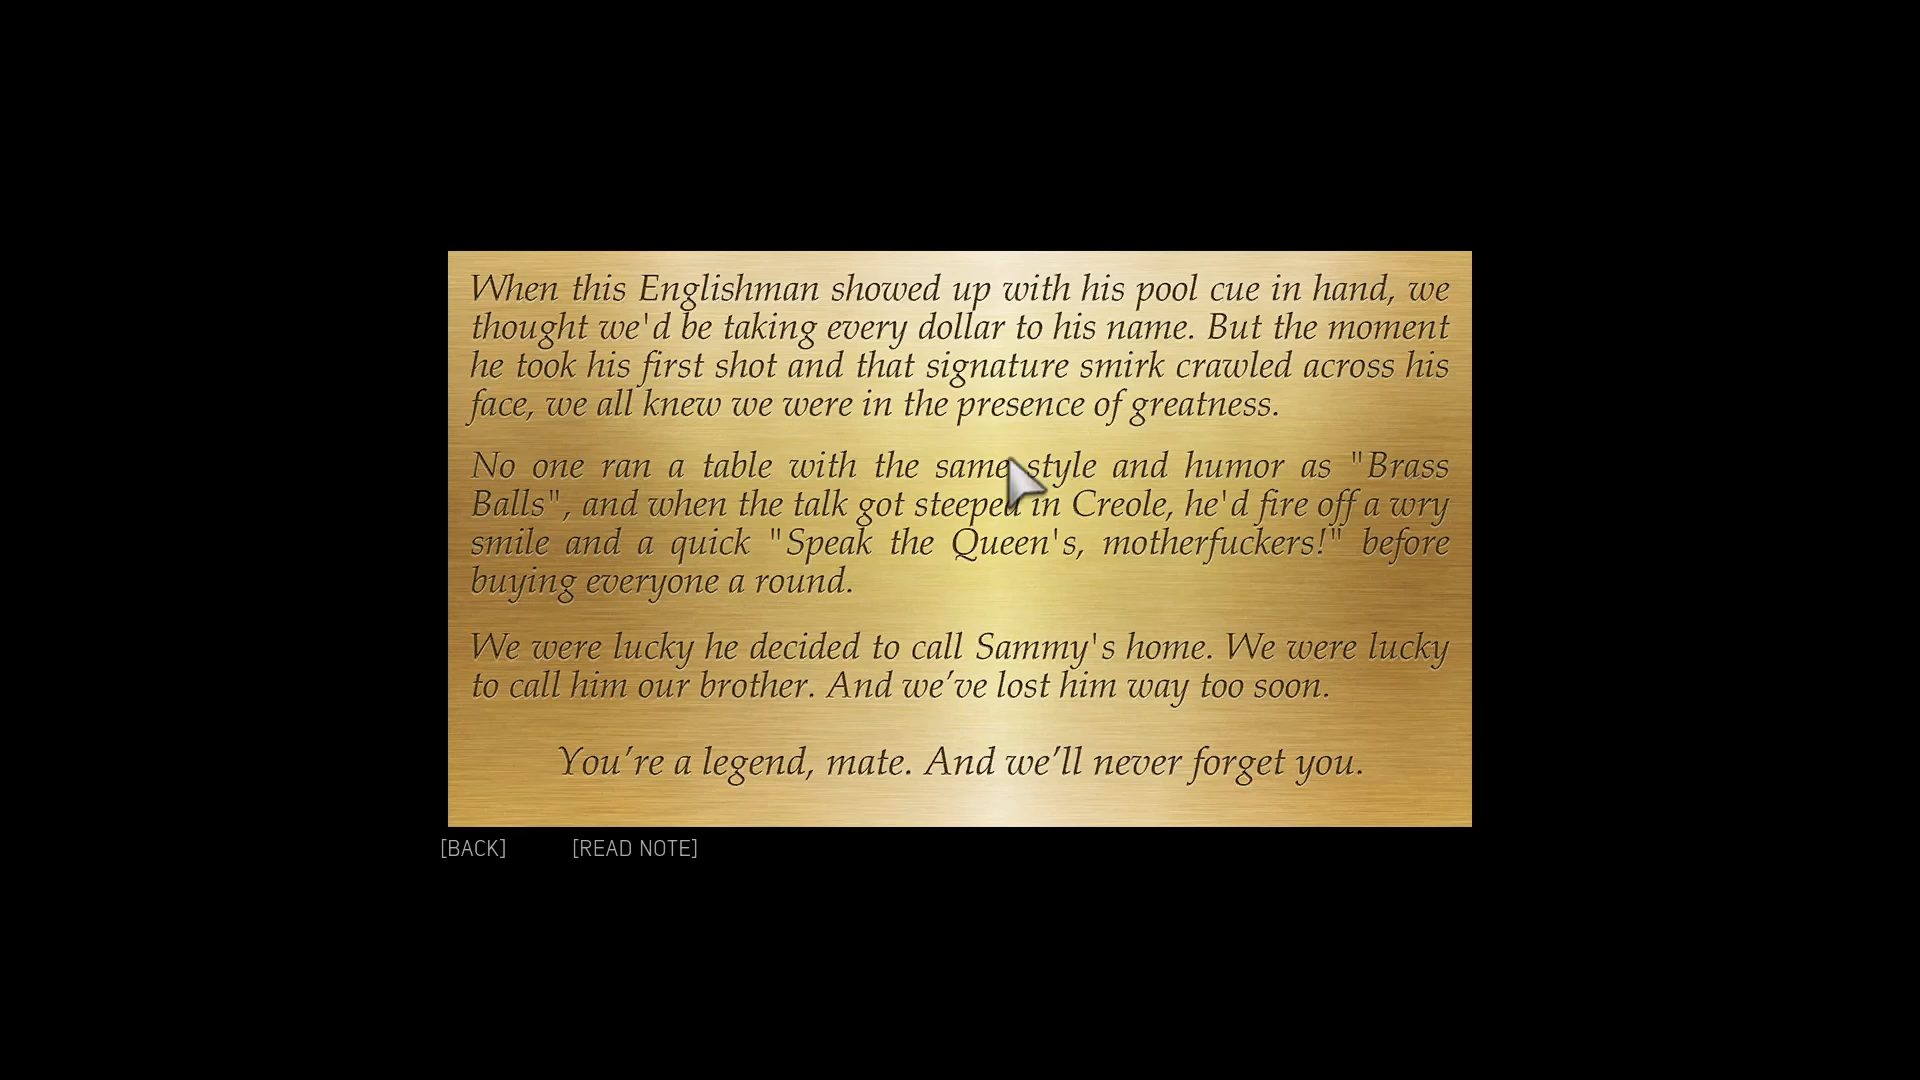 When this Englishman showed up with his pool cue in hand, we
thought we'd be taking every dollar to his name. But the moment
he took his first shot and that signature smirk crawled across his
face, we all knew we were in the presence of greatness.
No one ran a table with the same style and humor as "Brass
Balls", and when the talk got steeped in Creole, he'd fire off a wry
smile and a quick "Speak the Queen's, motherfuckers!" before
buying everyone a round.
We were lucky he decided to call Sammy's home. We were lucky
to call him our brother. And we’ve lost him way too soon.
You’re a legend, mate. And we’ll never forget you.
[BACK] [READ NOTE]